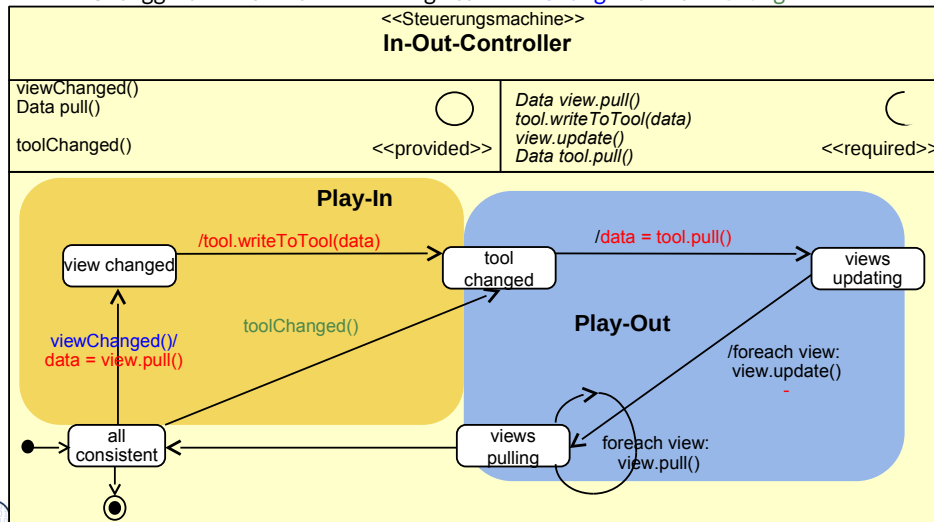 <<Steuerungsmachine>>
In-Out-Controller
viewChanged()
Data pull()
toolChanged()
<<provided>>
Data view.pull()
tool.writeToTool(data)
view.update()
Data tool.pull()
<<required>>
Play-In
/tool.writeToTool(data)
/data = tool.pull()
view changed
tool
changed
views
updating
toolChanged()
Play-Out
viewChanged()/
data = view.pull()
/foreach view:
view.update()
-
all
consistent
views
pulling
foreach view:
view.pull()